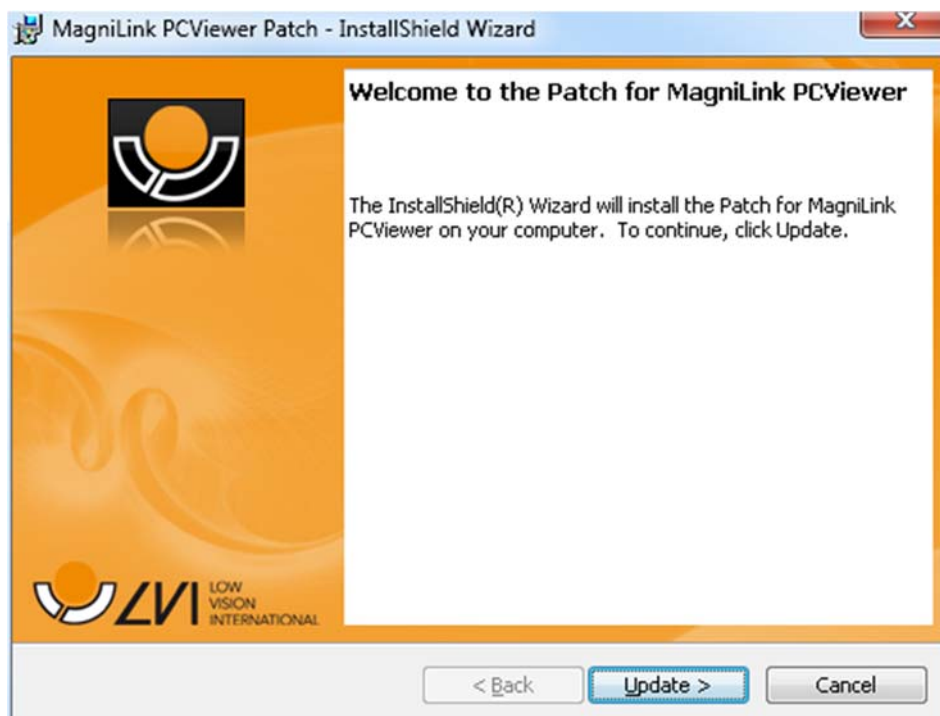 MagniLink PCViewer Patch - InstallShield Wizard
Welcome to the Patch for MagniLink PCViewer
The InstallShield(R) Wizard will install the Patch for MagniLink
PCViewer on your computer.  To continue, click Update.
LVI
LOW
VISION
INTERNATIONAL
< Back
Update >
Cancel